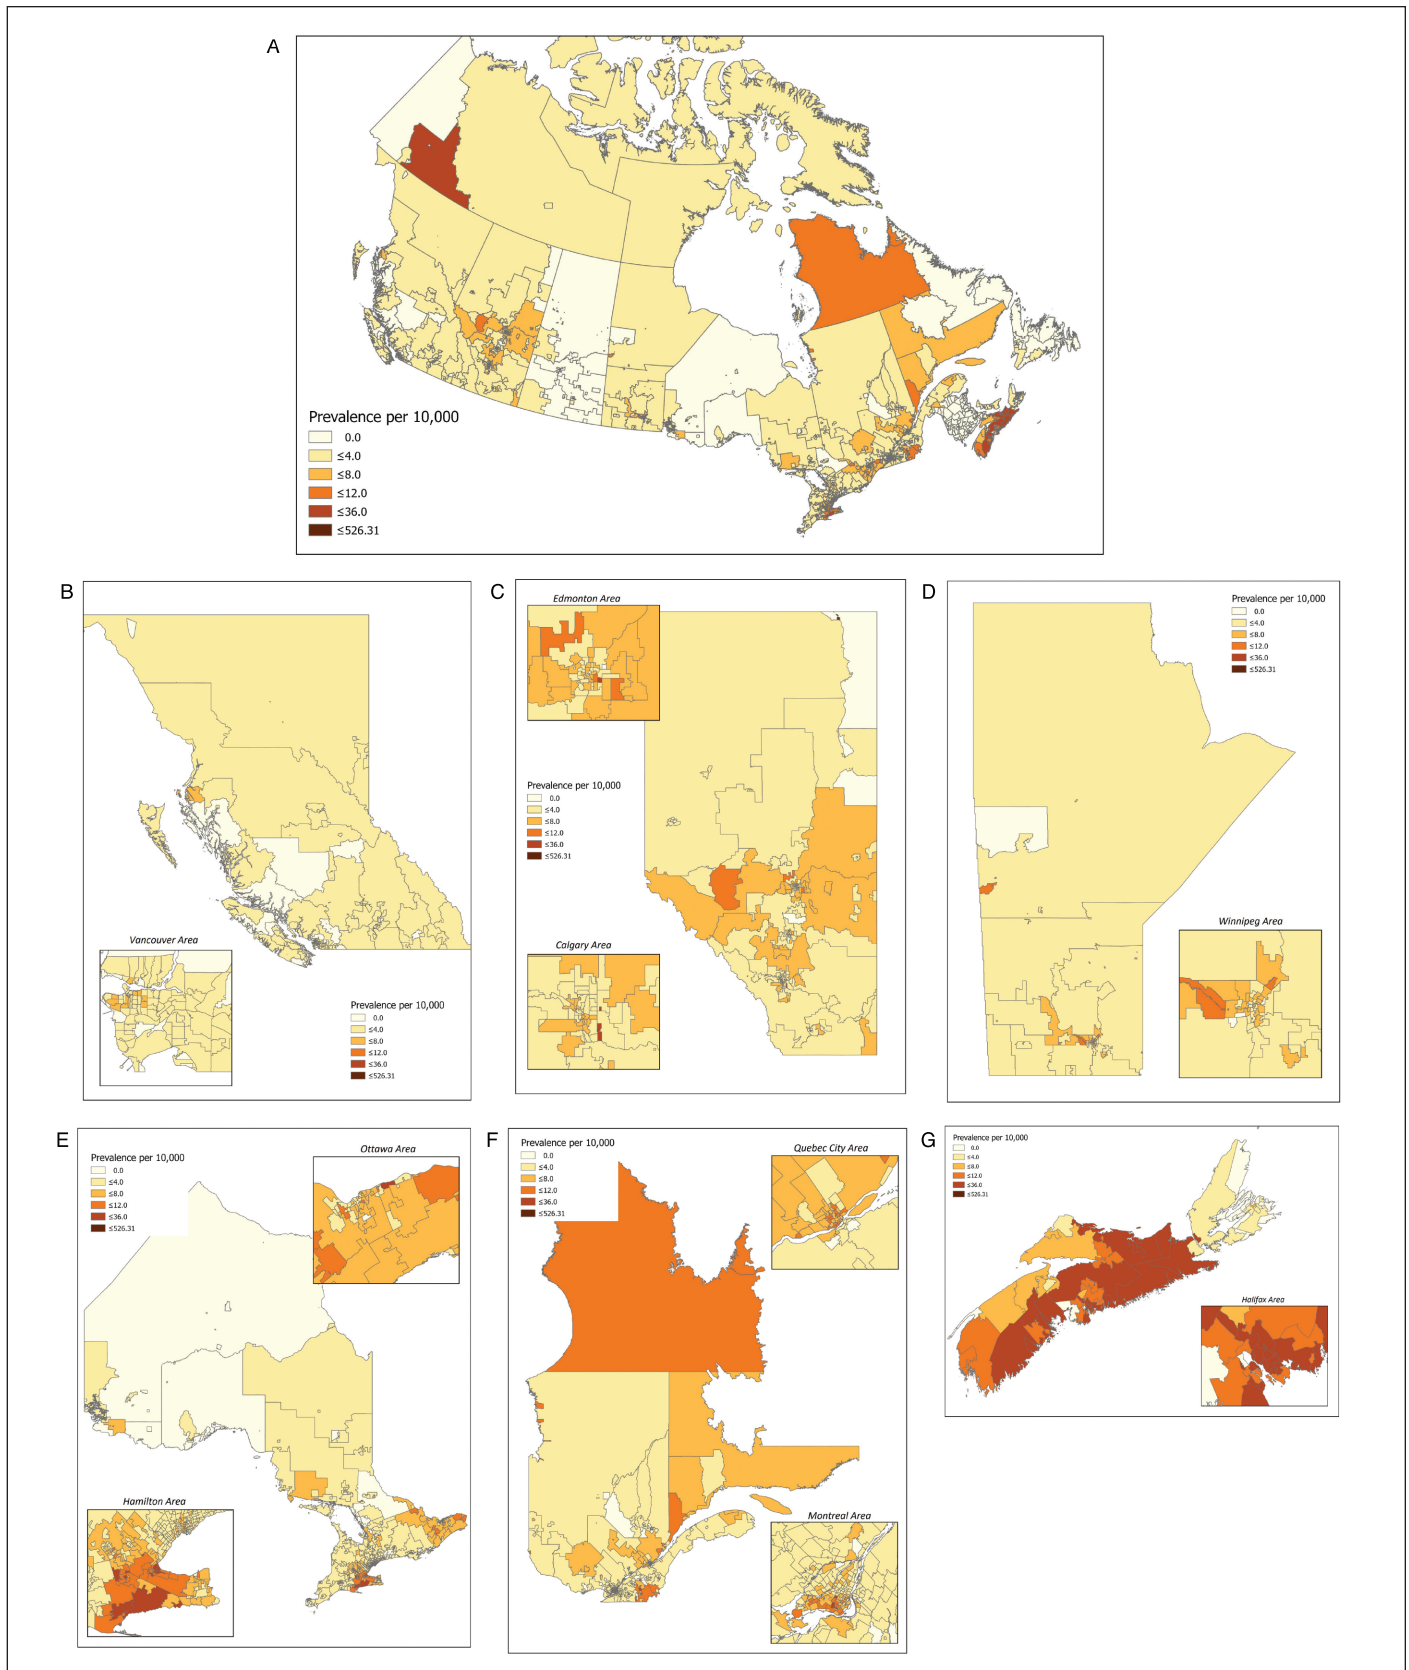 A
Prevalence per 10,000
0.0
≤4.0
≤8.0
≤12.0
≤36.0
≤526.31
B
Vancouver Area
Prevalence per 10,000
0.0
≤4.0
≤8.0
≤12.0
≤36.0
≤526.31
C
Edmonton Area
Prevalence per 10,000
0.0
≤4.0
≤8.0
≤12.0
≤36.0
≤526.31
Calgary Area
D
Prevalence per 10,000
0.0
≤4.0
≤8.0
≤12.0
≤36.0
≤526.31
Winnipeg Area
E
Ottawa Area
Prevalence per 10,000
0.0
≤4.0
≤8.0
≤12.0
≤36.0
≤526.31
Hamilton Area
F
Prevalence per 10,000
0.0
≤4.0
≤8.0
≤12.0
≤36.0
≤526.31
Quebec City Area
Montreal Area
G
Prevalence per 10,000
0.0
≤4.0
≤8.0
≤12.0
≤36.0
≤526.31
Halifax Area